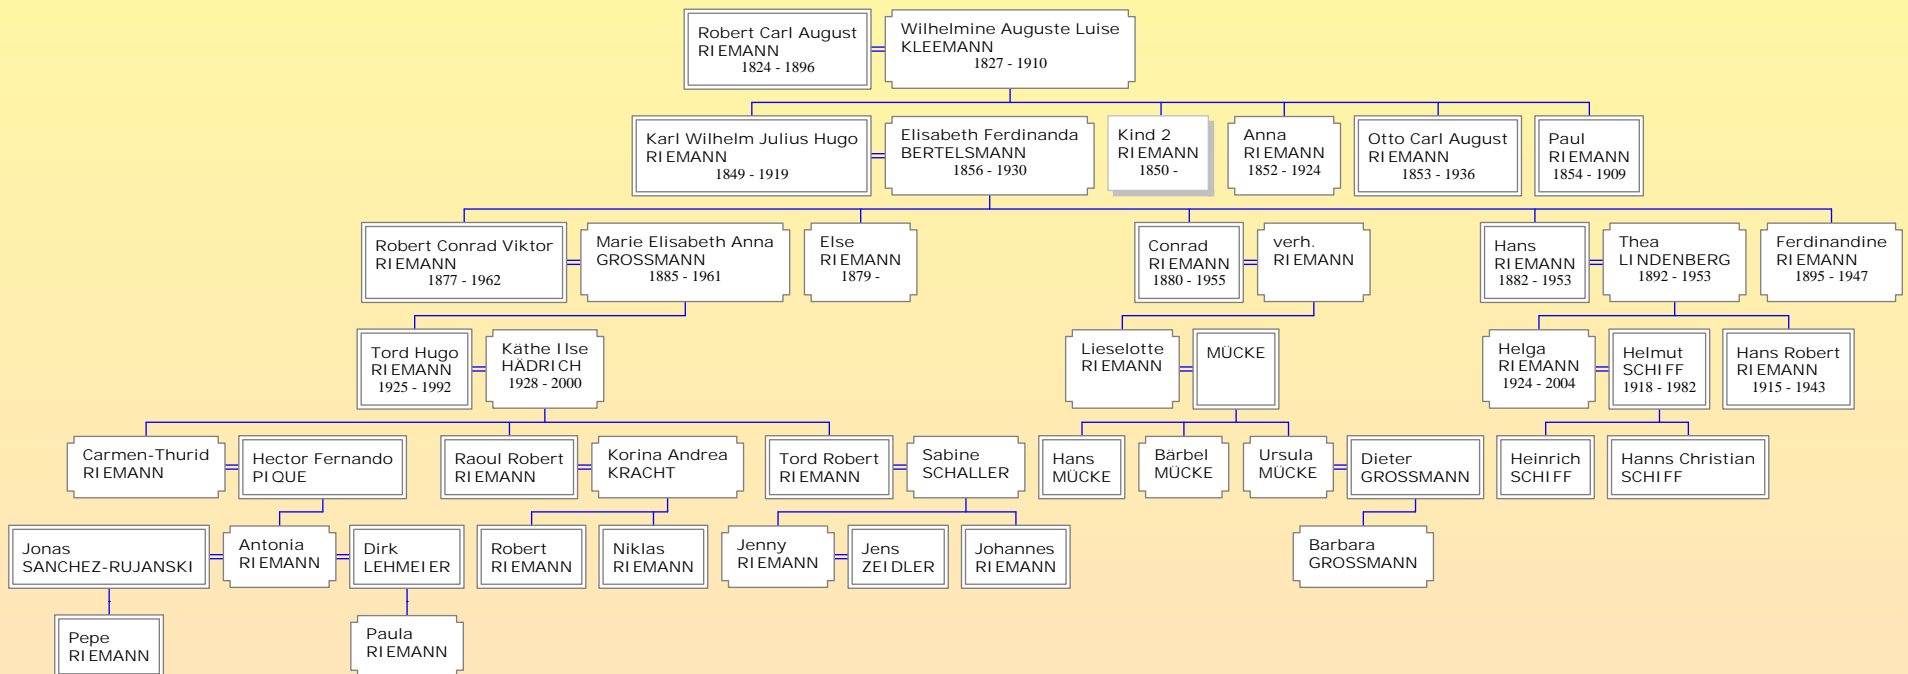 Robert Carl August
RIEMANN
1824 - 1896
Wilhelmine Auguste Luise
KLEEMANN
1827 - 1910
Karl Wilhelm Julius Hugo
RIEMANN
1849 - 1919
Elisabeth Ferdinanda
BERTELSMANN
1856 - 1930
Kind 2
RIEMANN
1850 -
Anna
RIEMANN
1852 - 1924
Otto Carl August
RIEMANN
1853 - 1936
Paul
RIEMANN
1854 - 1909
Robert Conrad Viktor
RIEMANN
1877 - 1962
Marie Elisabeth Anna
GROSSMANN
1885 - 1961
Else
RIEMANN
1879 -
Conrad
RIEMANN
1880 - 1955
verh.
RIEMANN
Hans
RIEMANN
1882 - 1953
Thea
LINDENBERG
1892 - 1953
Ferdinandine
RIEMANN
1895 - 1947
Tord Hugo
RIEMANN
1925 - 1992
Käthe Ilse
HÄDRICH
1928 - 2000
Lieselotte
RIEMANN
MÜCKE
Helga
RIEMANN
1924 - 2004
Helmut
SCHIFF
1918 - 1982
Hans Robert
RIEMANN
1915 - 1943
Carmen-Thurid
RIEMANN
Hector Fernando
PIQUE
Raoul Robert
RIEMANN
Korina Andrea
KRACHT
Tord Robert
RIEMANN
Sabine
SCHALLER
Hans
MÜCKE
Bärbel
MÜCKE
Ursula
MÜCKE
Dieter
GROSSMANN
Heinrich
SCHIFF
Hanns Christian
SCHIFF
Jonas
SANCHEZ-RUJANSKI
Antonia
RIEMANN
Dirk
LEHMEIER
Robert
RIEMANN
Niklas
RIEMANN
Jenny
RIEMANN
Jens
ZEIDLER
Johannes
RIEMANN
Barbara
GROSSMANN
Pepe
RIEMANN
Paula
RIEMANN